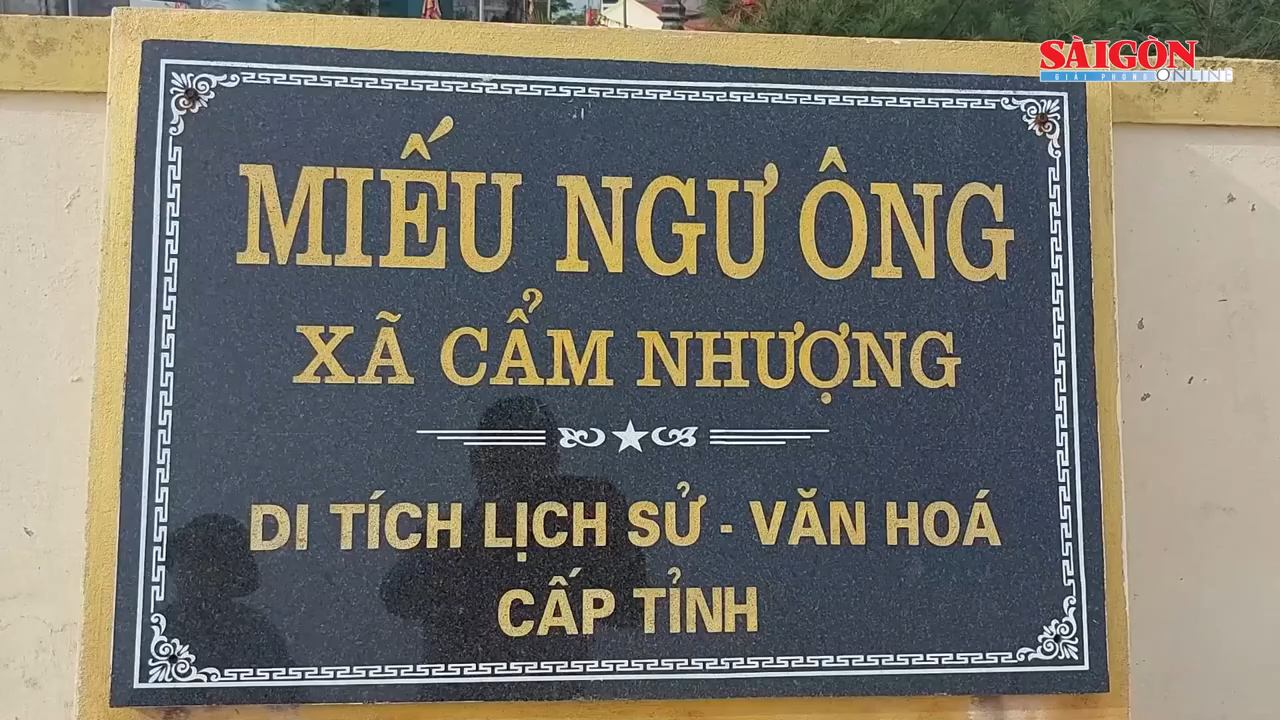 SÀIGÒN
GIẢI PHÓNG ONLINE
MIẾU NGƯ ÔNG
XÃ CẨM NHƯỢNG
DI TÍCH LỊCH SỬ - VĂN HOÁ
CẤP TỈNH